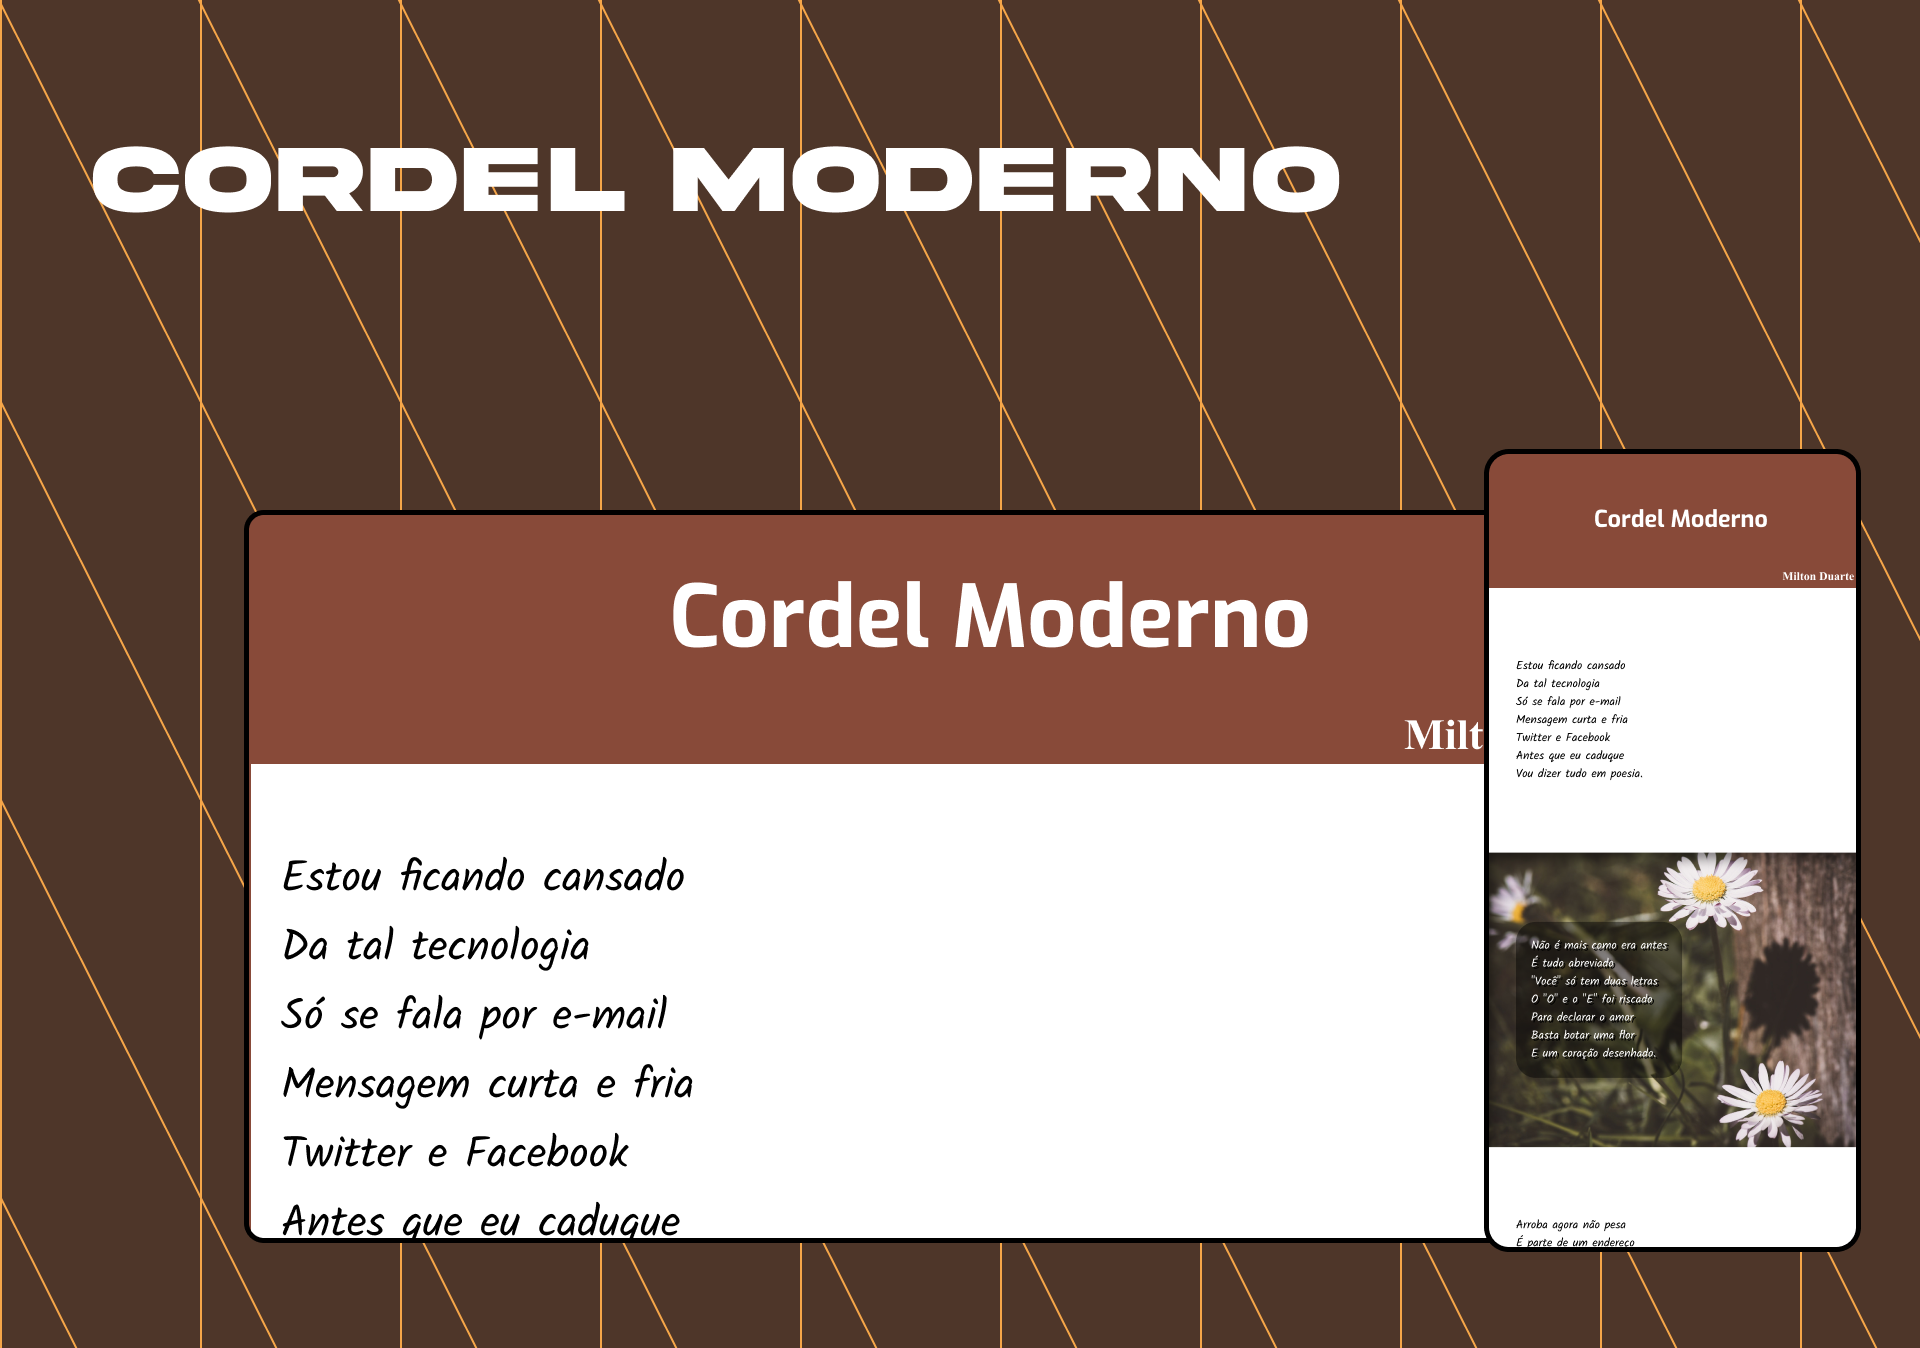 CORDEL MODERNO
Cordel Moderno
Milt
Estou ficando cansado
Da tal tecnologia
Só se fala por e-mail
Mensagem curta e fria
Twitter e Facebook
Antes que eu caduque
Cordel Moderno
Milton Duarte
Estou ficando cansado
Da tal tecnologia
Só se fala por e-mail
Mensagem curta e fria
Twitter e Facebook
Antes que eu caduque
Vou dizer tudo em poesia.
Não é mais como era antes
É tudo abreviado
"Você" só tem duas letras
O "O" e o "E" foi riscado
Para declarar o amor
Basta botar uma flor
E um coração desenhado.
Arroba agora não pesa
É parte de um endereço